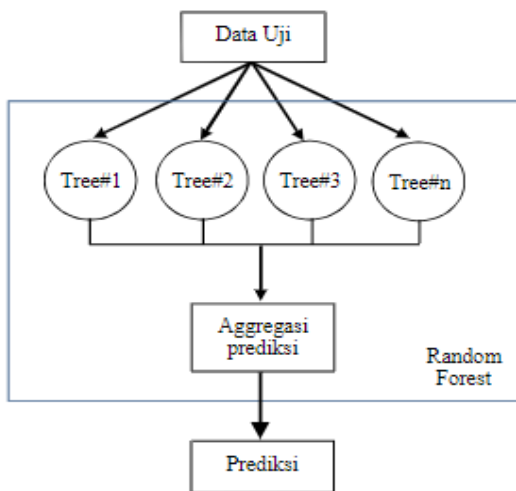 Data Uji
Tree#1 Tree#2 Tree#3 Tree#n
Aggregasi
prediksi
Random
Forest
Prediksi